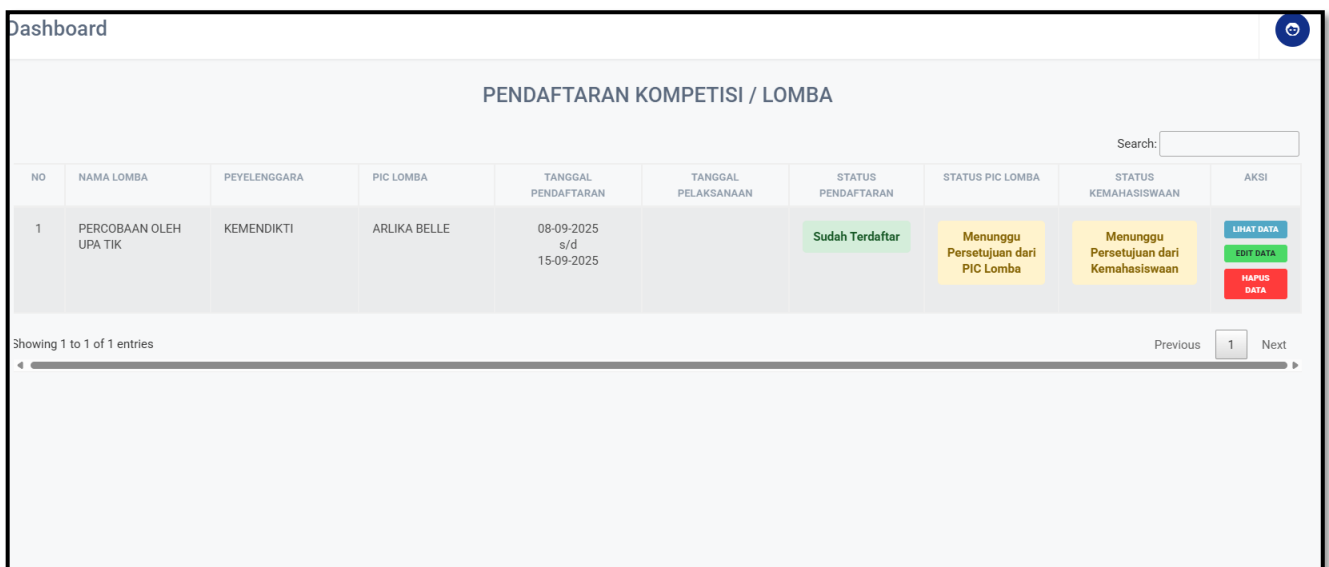 Dashboard
PENDAFTARAN KOMPETISI / LOMBA
Search:
NO NAMA LOMBA PEYELENGGARA PIC LOMBA TANGGAL PENDAFTARAN TANGGAL PELAKSANAAN STATUS PENDAFTARAN STATUS PIC LOMBA STATUS KEMAHASISWAAN AKSI
1
PERCOBAAN OLEH
UPA TIK
KEMENDIKTI
ARLIKA BELLE
08-09-2025
s/d
15-09-2025
Sudah Terdaftar
Menunggu
Persetujuan dari
PIC Lomba
Menunggu
Persetujuan dari
Kemahasiswaan
LIHAT DATA
EDIT DATA
HAPUS
DATA
Showing 1 to 1 of 1 entries
Previous 1 Next